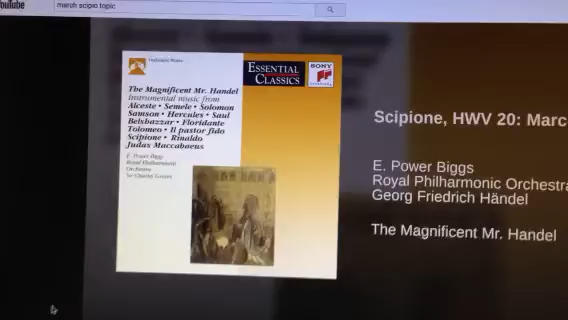 YouTube
march scipio topic
ESSENTIAL
CLASSICS
SONY
The Magnificent Mr. Handel
Instrumental music from
Alceste • Semele • Solomon
Samson • Hercules • Saul
Belshazzar • Floridante
Tolomeo • Il pastor fido
Scipione • Rinaldo
Judas Maccabaeus
E. Power Biggs
Royal Philharmonic
Orchestra
Sir Charles Groves
Scipione, HWV 20: Marc
E. Power Biggs
Royal Philharmonic Orchestra
Georg Friedrich Händel
The Magnificent Mr. Handel